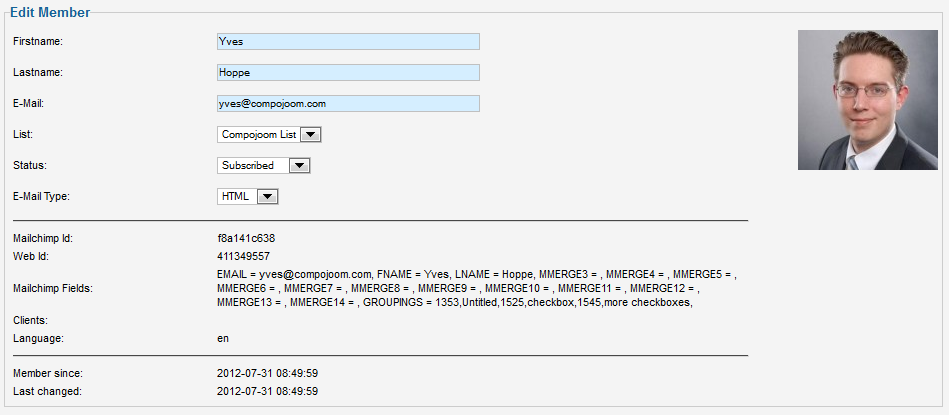 Edit Member
Firstname: Yves
Lastname: Hoppe
E-Mail: yves@compojoom.com
List: Compojoom List
Status: Subscribed
E-Mail Type: HTML
Mailchimp Id: f8a141c638
Web Id: 411349557
EMAIL = yves@compojoom.com, FNAME = Yves, LNAME = Hoppe, MMERGE3 = , MMERGE4 = , MMERGE5 = ,
Mailchimp Fields: MMERGE6 = , MMERGE7 = , MMERGE8 = , MMERGE9 = , MMERGE10 = , MMERGE11 = , MMERGE12 = ,
MMERGE13 = , MMERGE14 = , GROUPINGS = 1353,Untitled,1525,checkbox,1545,more checkboxes,
Clients:
Language: en
Member since: 2012-07-31 08:49:59
Last changed: 2012-07-31 08:49:59